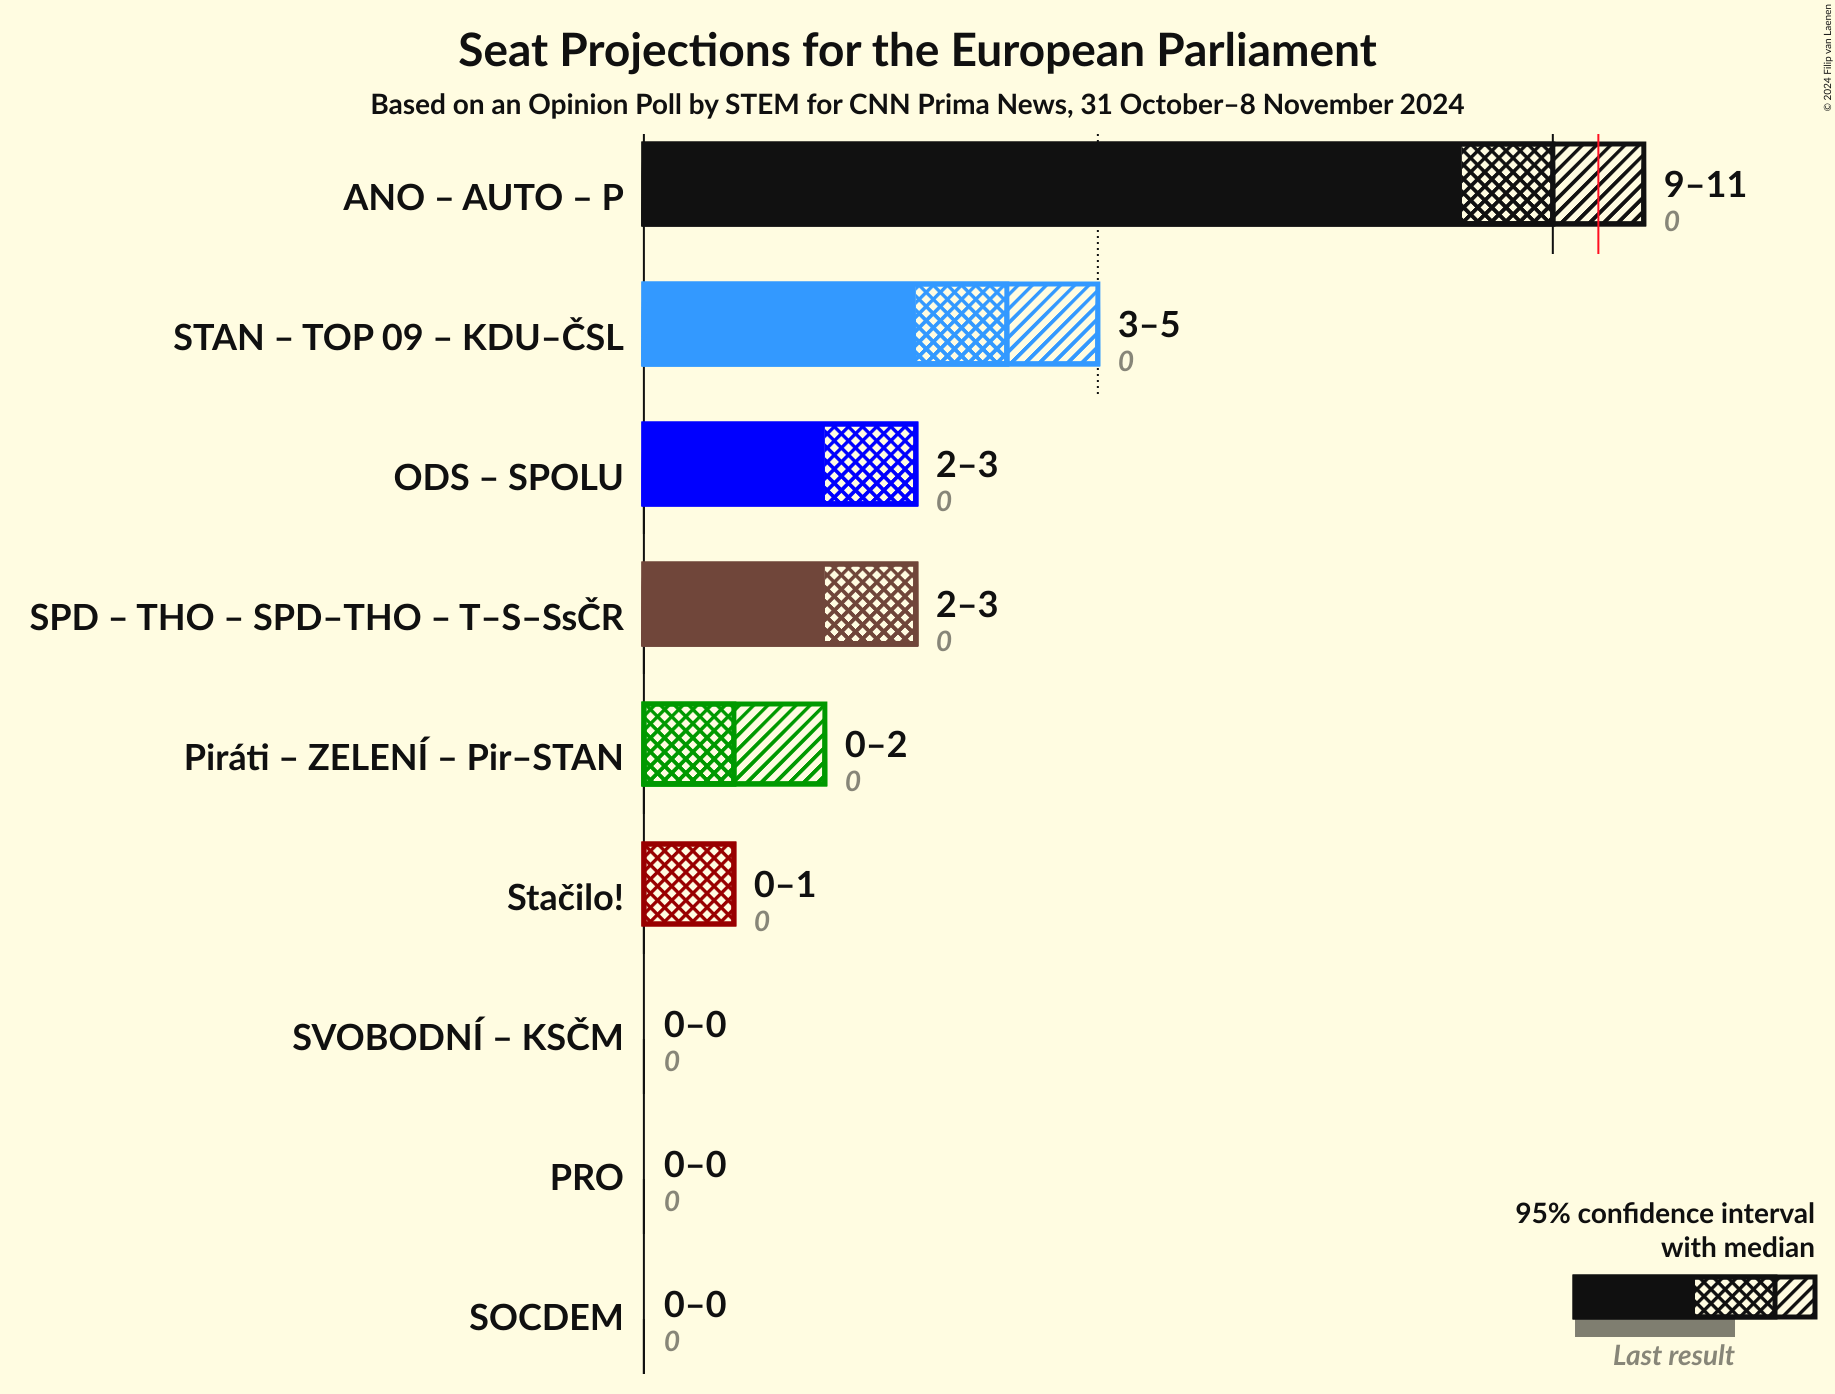 Seat Projections for the European Parliament
Based on an Opinion Poll by STEM for CNN Prima News, 31 October–8 November 2024
© 2024 Filip van Laenen
ANO – AUTO – P
9–11
0
STAN – TOP 09 – KDU–ČSL
3–5
0
ODS – SPOLU
2–3
0
SPD – THO – SPD–THO – T–S–SsČR
2–3
0
Piráti – ZELENÍ – Pir–STAN
0–2
0
Stačilo!
0–1
0
SVOBODNÍ – KSČM
0–0
0
PRO
0–0
0
SOCDEM
0–0
0
95% confidence interval
with median
Last result